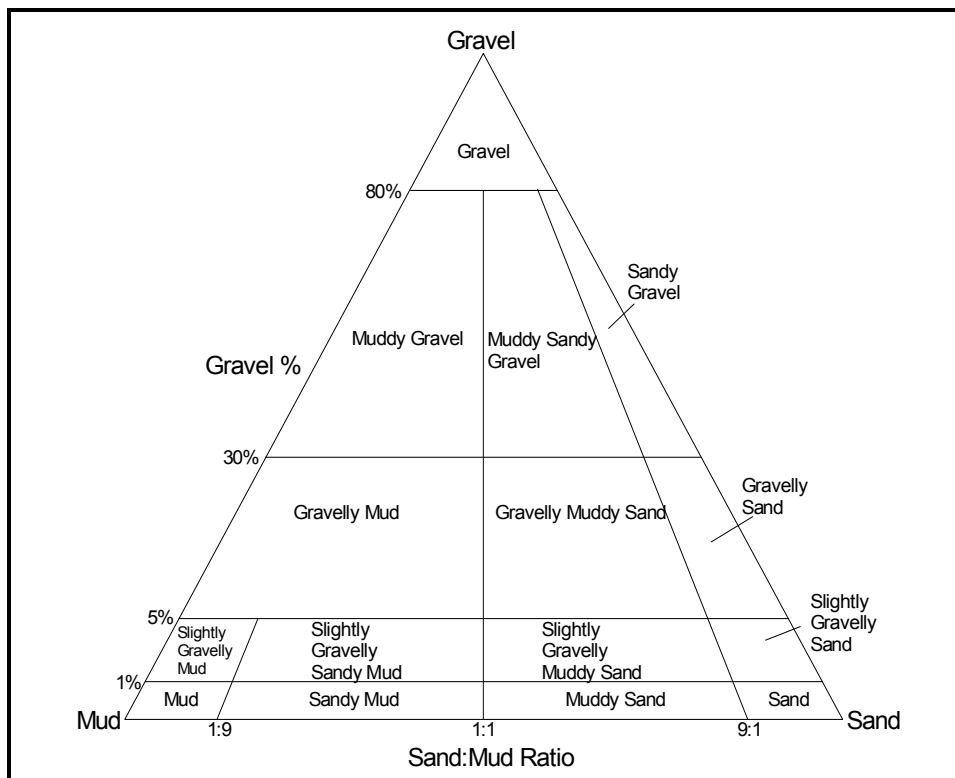 Gravel
Gravel
80%
Sandy
Gravel
Muddy Gravel
Muddy Sandy
Gravel
Gravel %
30%
Gravelly
Sand
Gravelly Mud
Gravelly Muddy Sand
5%
Slightly
Gravelly
Sand
Slightly
Gravelly
Mud
Slightly
Gravelly
Sandy Mud
Slightly
Gravelly
Muddy Sand
1%
Mud
Sandy Mud
Muddy Sand
Sand
Mud
Sand
1:9
1:1
9:1
Sand:Mud Ratio